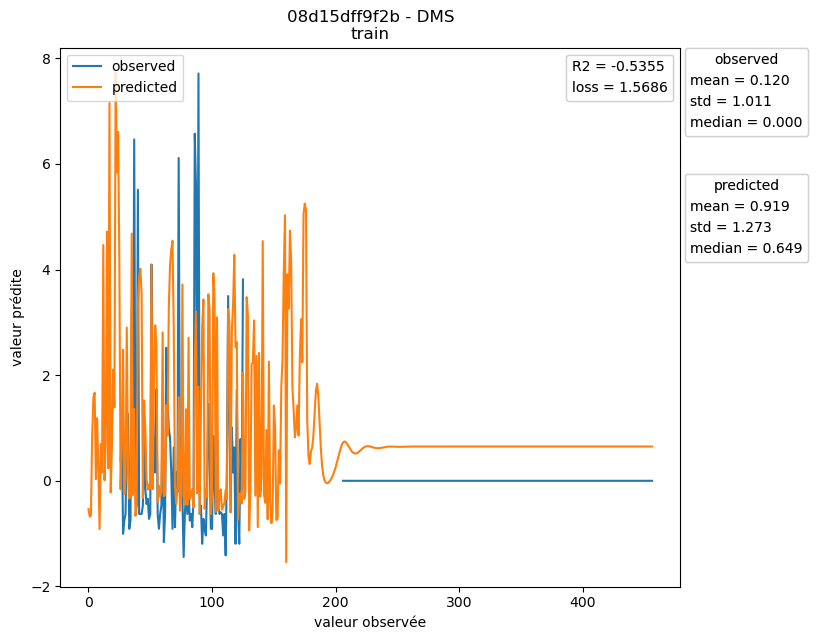 08d15dff9f2b - DMS
train
observed
predicted
R2 = -0.5355
loss = 1.5686
observed
mean = 0.120
std = 1.011
median = 0.000
predicted
mean = 0.919
std = 1.273
median = 0.649
8
6
4
2
0
−2
valeur prédite
0
100
200
300
400
valeur observée